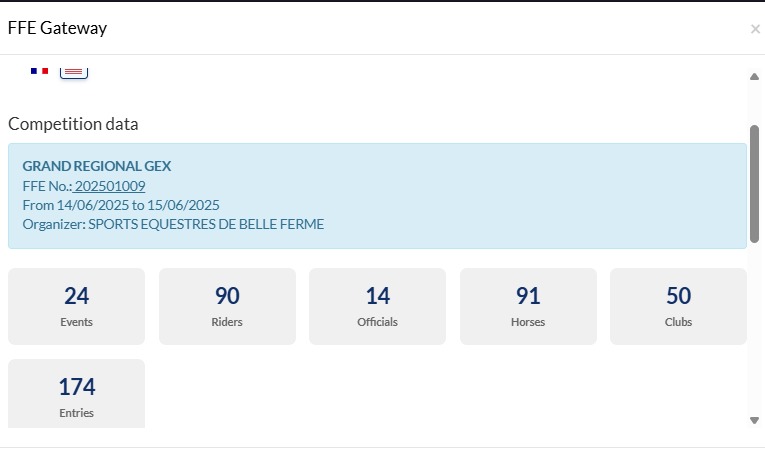 FFE Gateway
×
Competition data
GRAND REGIONAL GEX
FFE No.: 202501009
From 14/06/2025 to 15/06/2025
Organizer: SPORTS EQUESTRES DE BELLE FERME
24
Events
90
Riders
14
Officials
91
Horses
50
Clubs
174
Entries